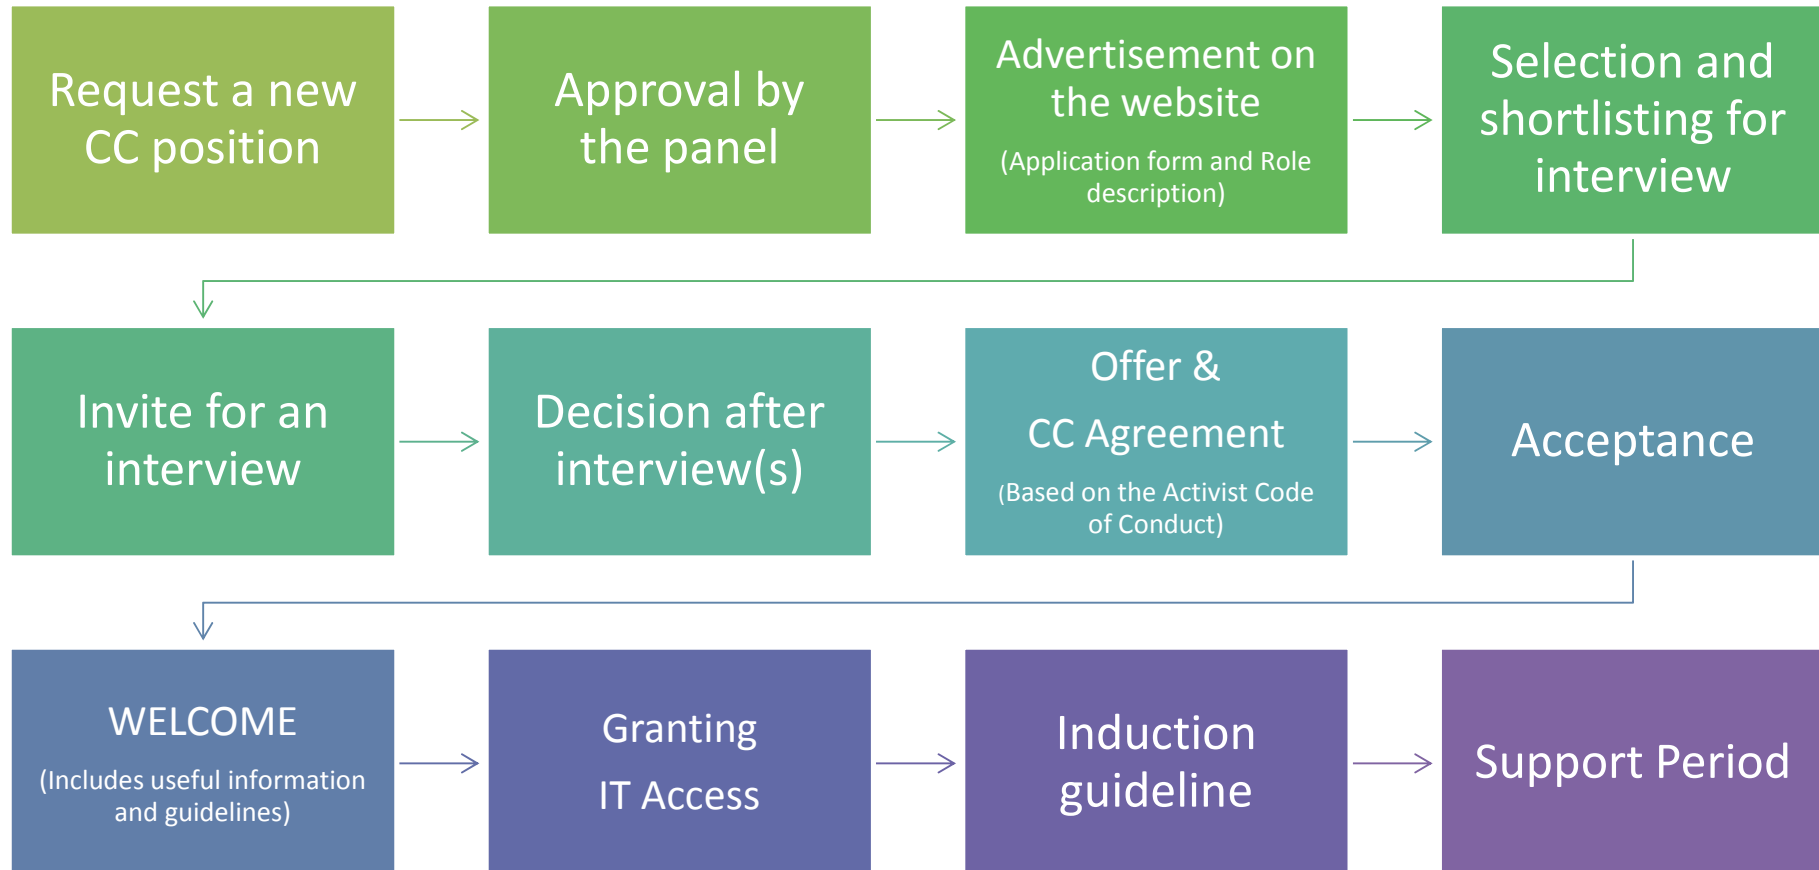 Request a new
CC position
Approval by
the panel
Advertisement on
the website
(Application form and Role
description)
Selection and
shortlisting for
interview
Invite for an
interview
Decision after
interview(s)
Offer &
CC Agreement
(Based on the Activist Code
of Conduct)
Acceptance
WELCOME
(Includes useful information
and guidelines)
Granting
IT Access
Induction
guideline
Support Period